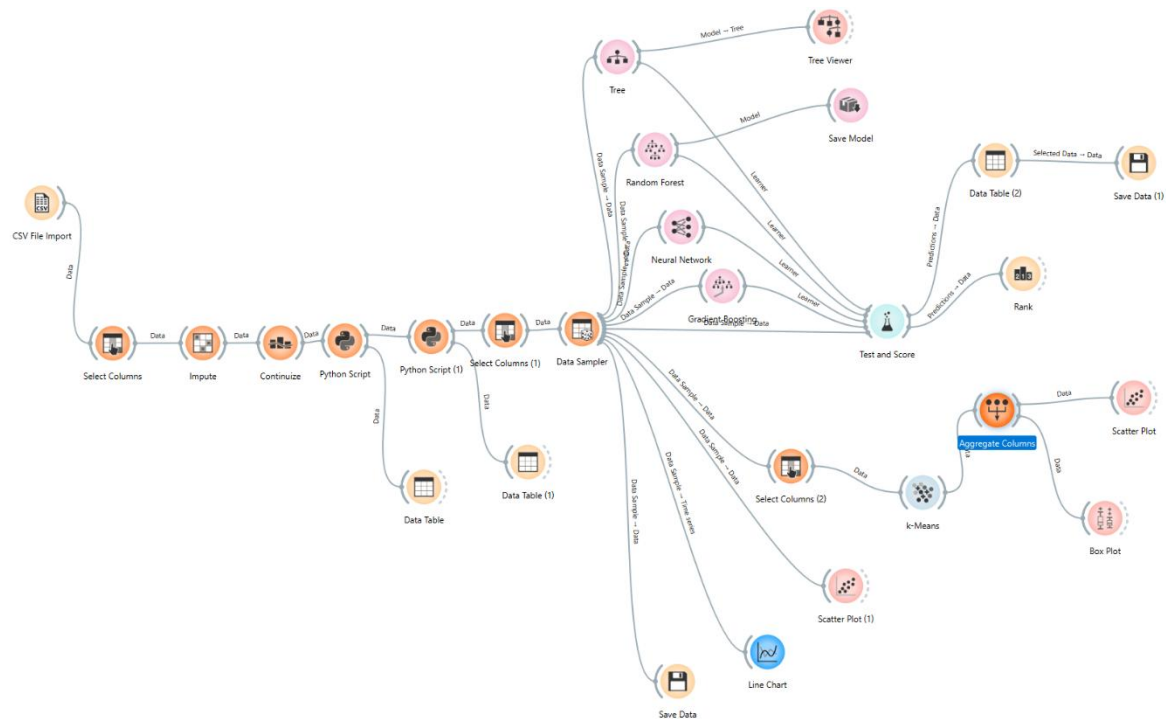 Model → Tree
Tree Viewer
Tree
Model
Save Model
Data Sample → Data
Random Forest
Learner
Selected Data → Data
Data Table (2)
Save Data (1)
CSV
CSV File Import
Data
Data Sample → Data
Learner
Predictions → Data
Neural Network
Learner
Predictions → Data
Rank
Data Sample → Data
Learner
Gradient Boosting
Data Sample → Data
Test and Score
Data
Data
Data
Data
Data
Data
Select Columns
Impute
Continuize
Python Script
Python Script (1)
Select Columns (1)
Data Sampler
Data
Data
Data Sample → Data
Data Sample → Data
Aggregate Columns
Data
Scatter Plot
Data Table
Data Table (1)
Data Sample → Data
Data Sample → Time series
Select Columns (2)
Data
k-Means
Data
Data
Box Plot
Scatter Plot (1)
Line Chart
Save Data